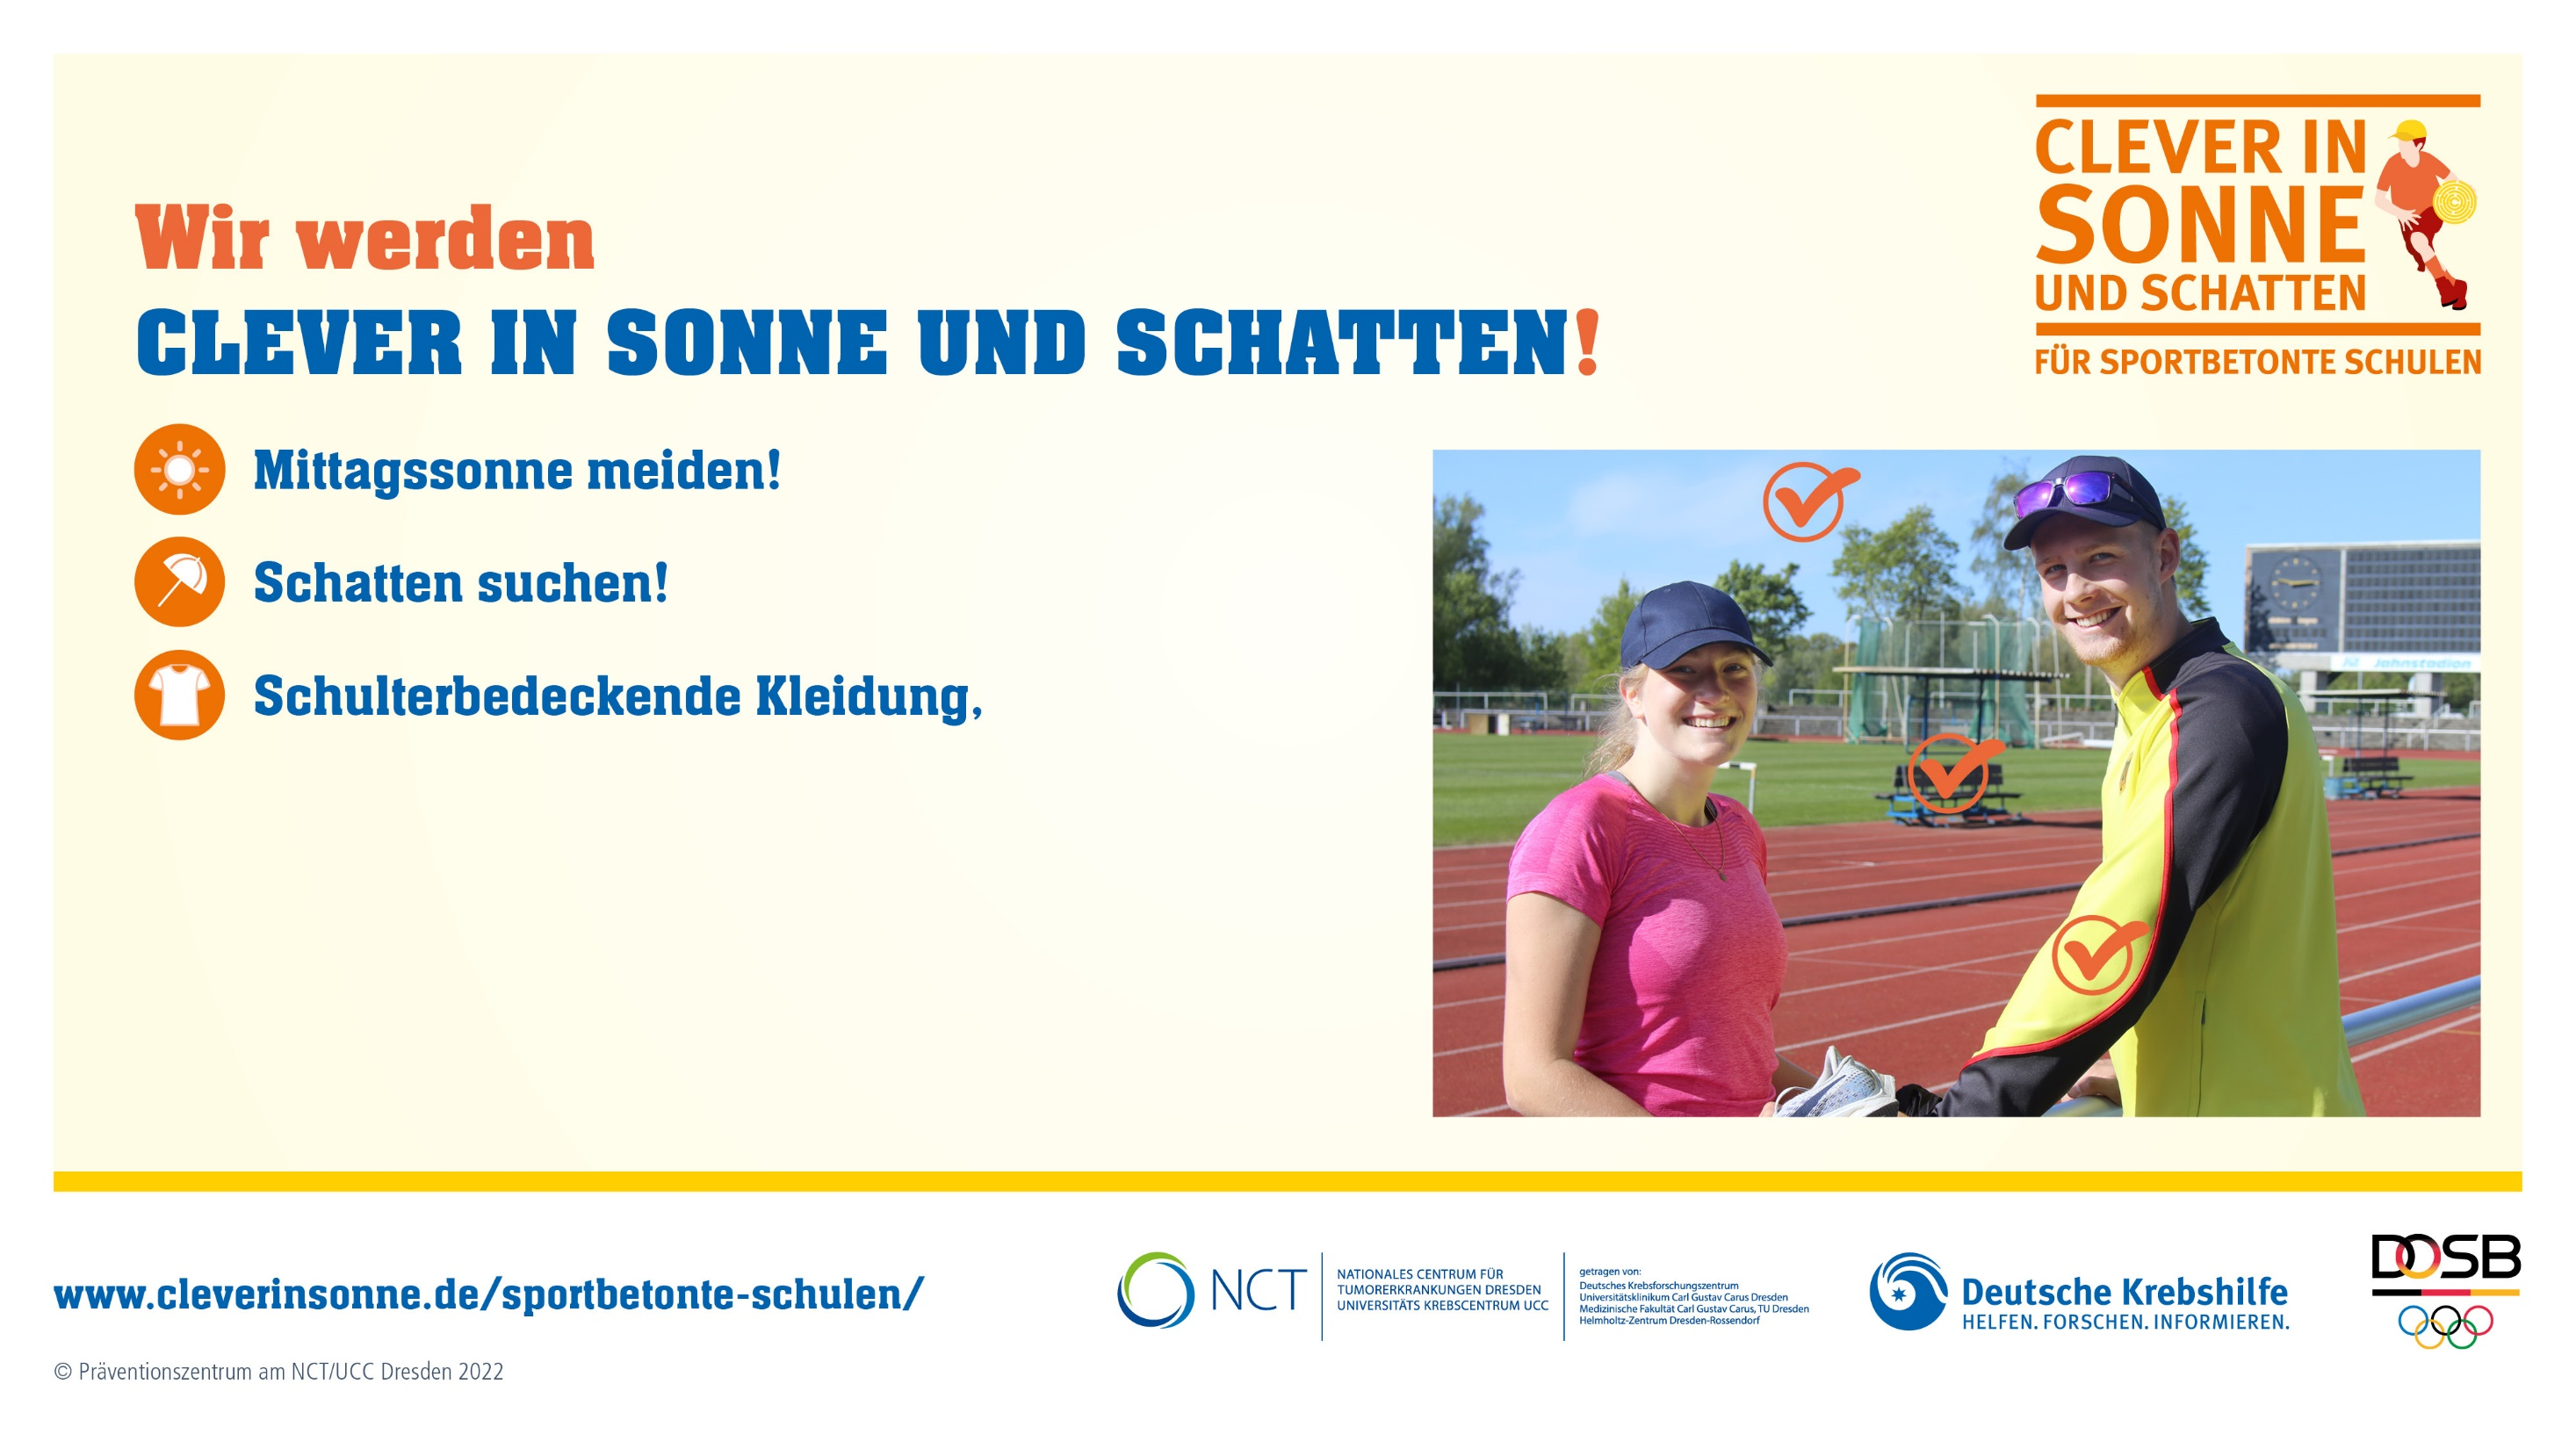 CLEVER IN
SONNE
UND SCHATTEN
FÜR SPORTBETONTE SCHULEN
Wir werden
CLEVER IN SONNE UND SCHATTEN!
Mittagssonne meiden!
Schatten suchen!
Schulterbedeckende Kleidung,
Jahnstadion
www.cleverinsonne.de/sportbetonte-schulen/
NCT
NATIONALES CENTRUM FÜR
TUMORERKRANKUNGEN DRESDEN
UNIVERSITÄTS KREBSCENTRUM UCC
getragen von:
Deutsches Krebsforschungszentrum
Universitätsklinikum Carl Gustav Carus Dresden
Medizinische Fakultät Carl Gustav Carus, TU Dresden
Helmholtz-Zentrum Dresden-Rossendorf
Deutsche Krebshilfe
HELFEN. FORSCHEN. INFORMIEREN.
DOSB
© Präventionszentrum am NCT/UCC Dresden 2022